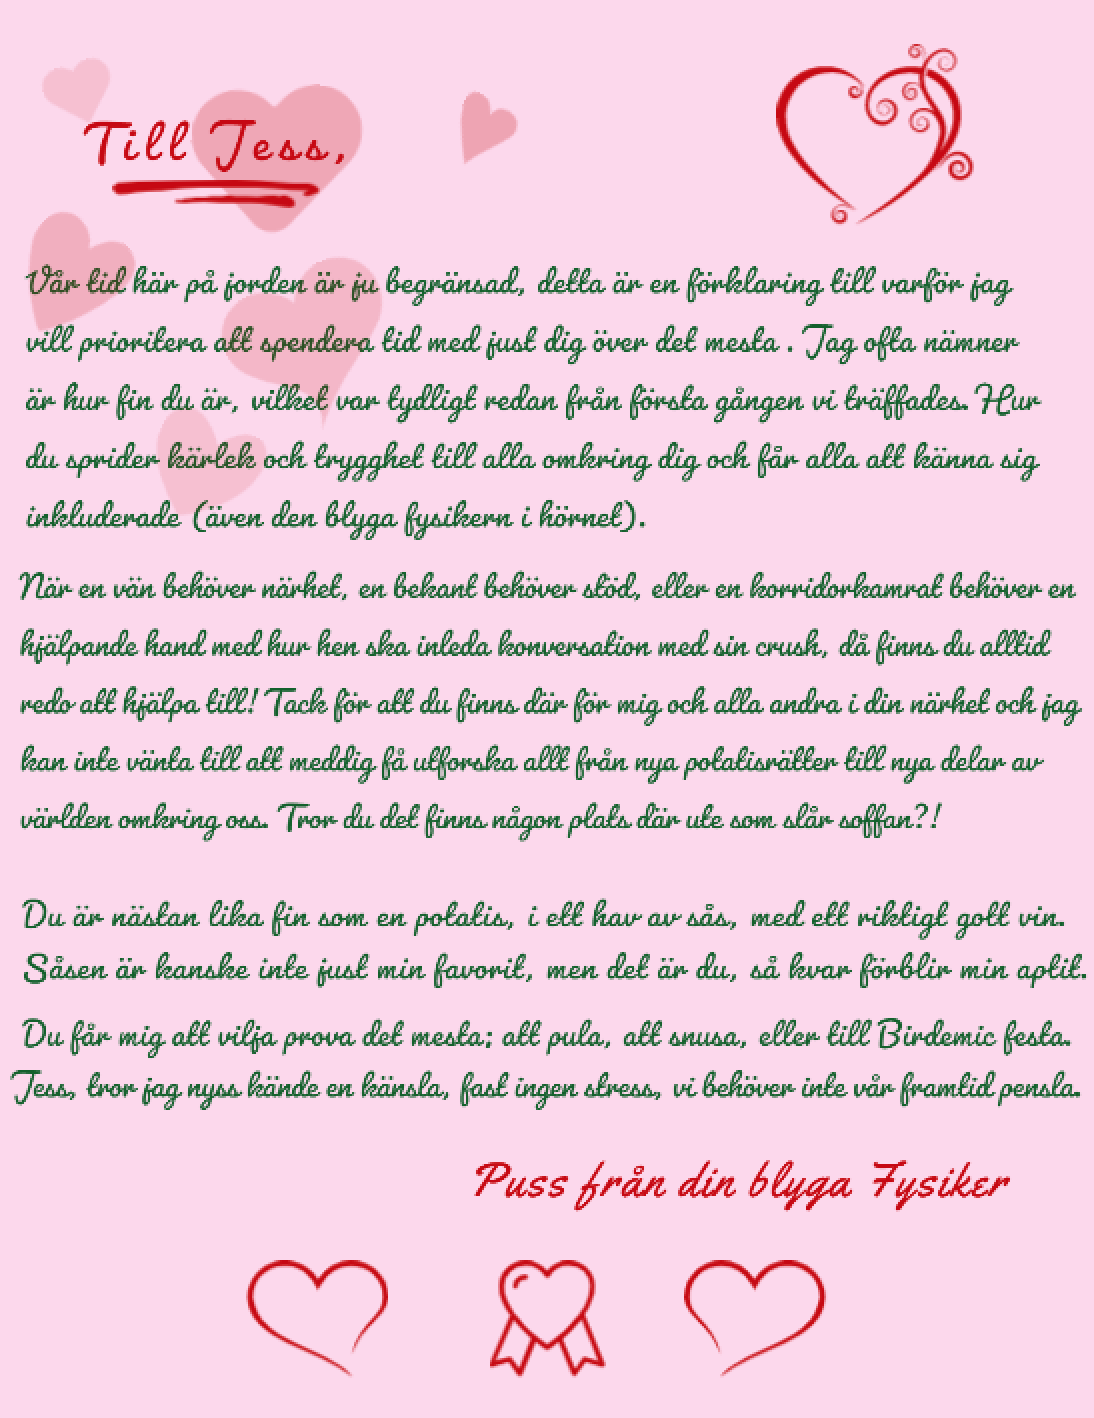 Till Tess,
Vår tid här på jorden är ju begränsad, detta är en förklaring till varför jag
vill prioritera att spendera tid med just dig över det mesta . Jag ofta nämner
är hur fin du är, vilket var tydligt redan från första gången vi träffades. Hur
du sprider kärlek och trygghet till alla omkring dig och får alla att känna sig
inkluderade (även den blyga fysikern i hörnet).
När en vän behöver närhet, en bekant behöver stöd, eller en korridorkamrat behöver en
hjälpande hand med hur hen ska inleda konversation med sin crush, då finns du alltid
redo att hjälpa till! Tack för att du finns där för mig och alla andra i din närhet och jag
kan inte vänta till att meddig få utforska allt från nya potatisrätter till nya delar av
världen omkring oss. Tror du det finns någon plats där ute som slår soffan?!
Du är nästan lika fin som en potatis, i ett hav av sås, med ett riktigt gott vin.
Såsen är kanske inte just min favorit, men det är du, så kvar förblir min aptit.
Du får mig att vilja prova det mesta; att pula, att snusa, eller till Birdemic festa.
Tess, tror jag nyss kände en känsla, fast ingen stress, vi behöver inte vår framtid pensla.
Puss från din blyga Fysiker